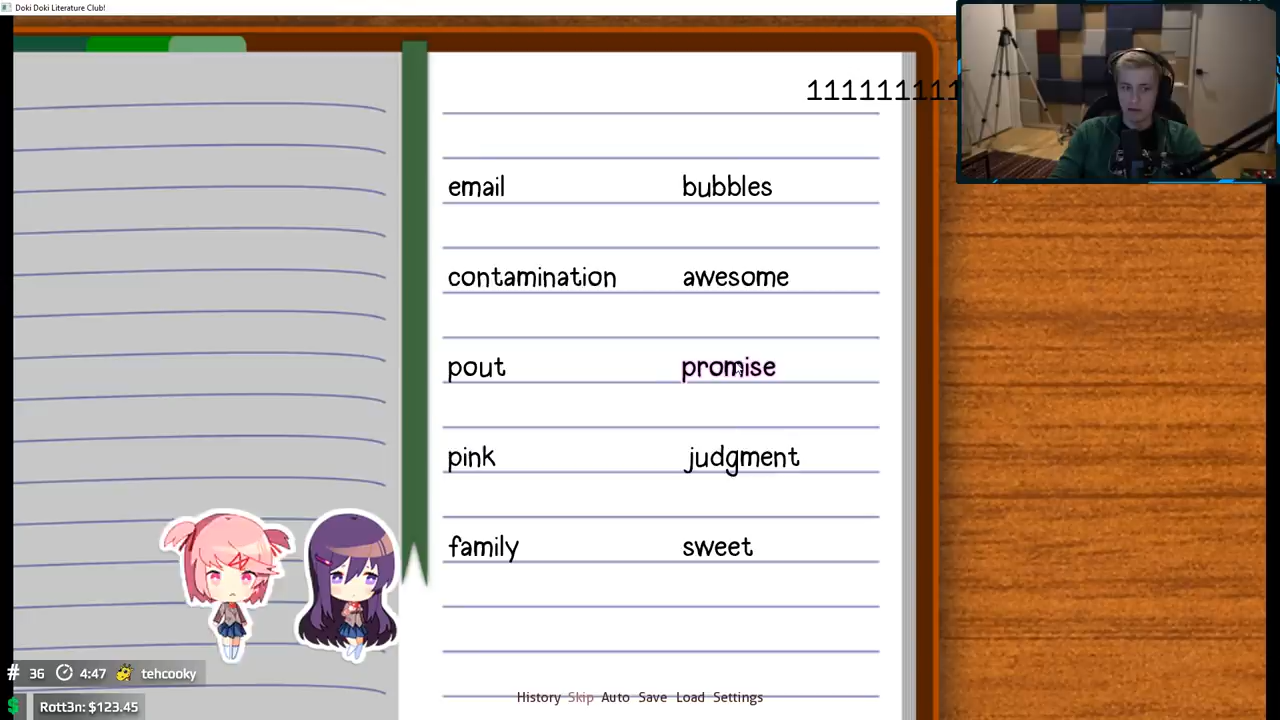 Doki Doki Literature Club!
111111111
email bubbles
contamination awesome
pout promise
pink judgment
family sweet
# 36 4:47 tehcooky
$ Rott3n: $123.45
History Skip Auto Save Load Settings